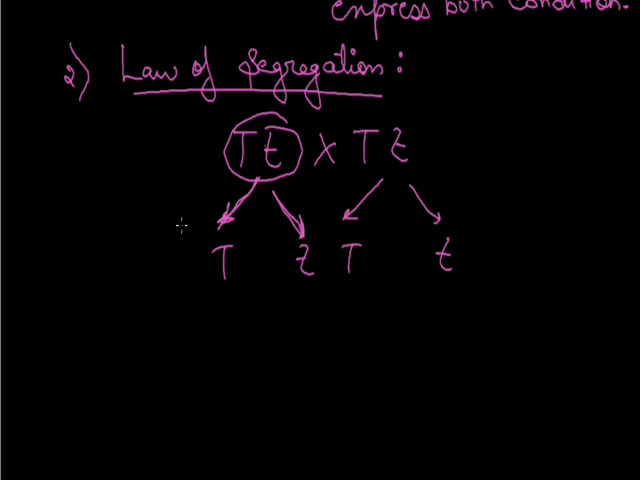 express both condition.
2) Law of Segregation:
Tt X Tt
T t T t